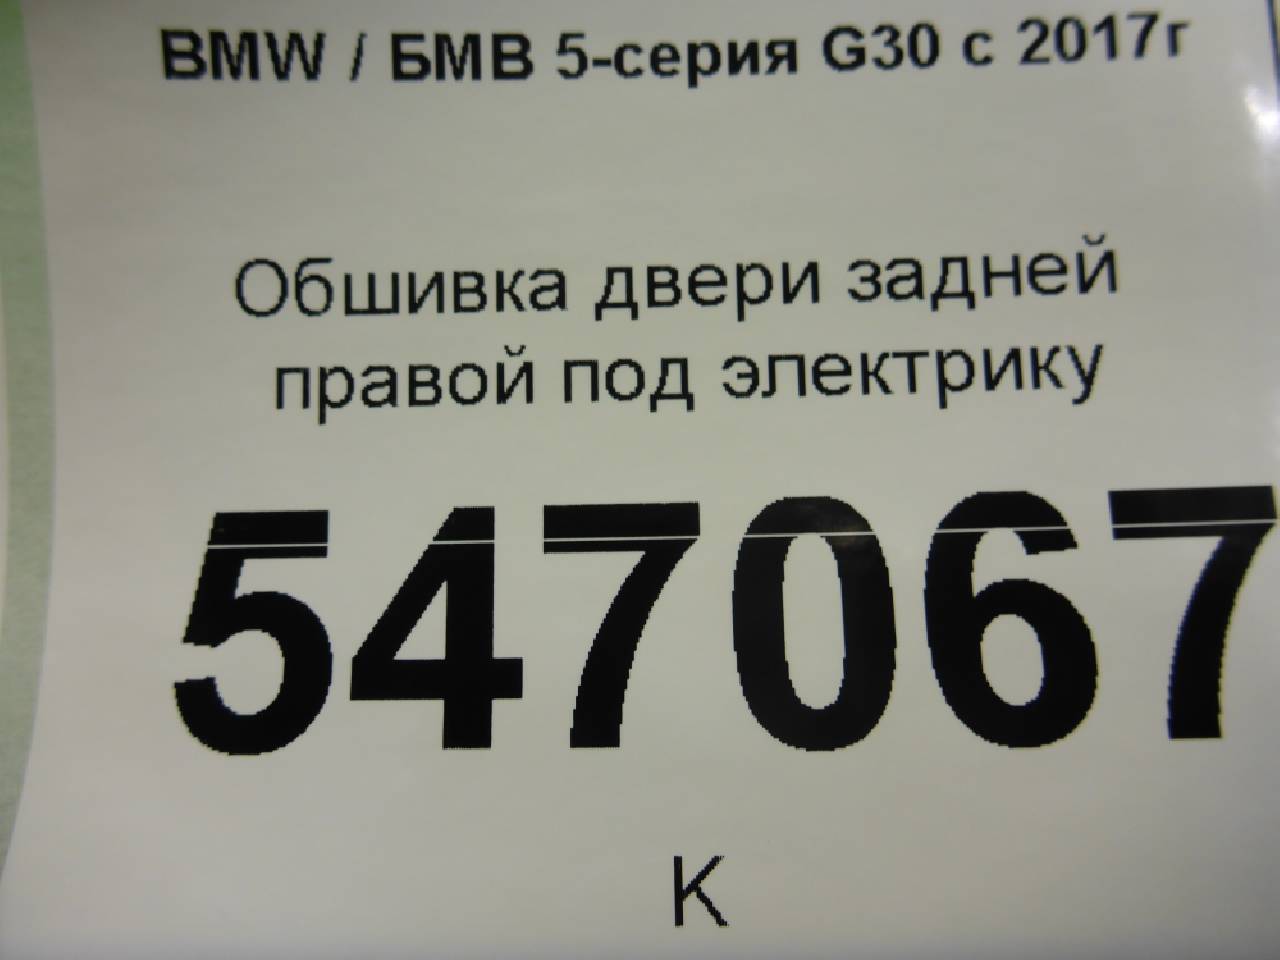 BMW / БМВ 5-серия G30 с 2017г
Обшивка двери задней
правой под электрику
547067
К